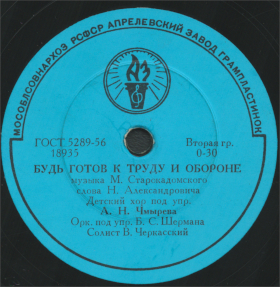 МОСОБЛСОВНАРХОЗ РСФСР АПРЕЛЕВСКИЙ ЗАВОД ГРАМПЛАСТИНОК
ГОСТ 5289-56 Вторая гр.
18935 0-30
БУДЬ ГОТОВ К ТРУДУ И ОБОРОНЕ
музыка М. Старокадомского
слова Н. Александровича
Детский хор под упр.
А. Н. Чмырева
Орк. под упр. Б. С. Шермана
Солист В. Черкасский